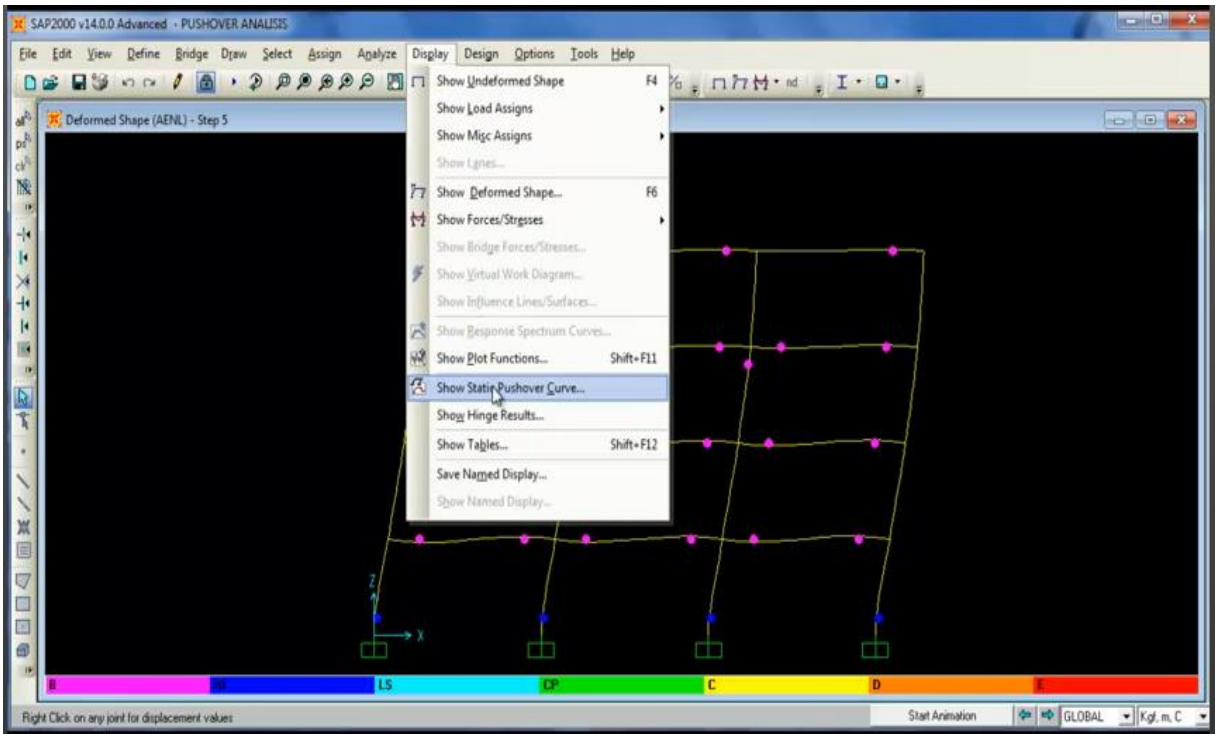 SAP2000 v14.0.0 Advanced - PUSHOVER ANALISIS
File Edit View Define Bridge Draw Select Assign Analyze Display Design Options Tools Help
nd
Deformed Shape (AENL) - Step 5
Show Undeformed Shape F4
Show Load Assigns
Show Misc Assigns
Show Lanes...
Show Deformed Shape... F6
Show Forces/Stresses
Show Bridge Forces/Stresses...
Show Virtual Work Diagram...
Show Influence Lines/Surfaces...
Show Response Spectrum Curves...
Show Plot Functions... Shift+F11
Show Static Pushover Curve...
Show Hinge Results...
Show Tables... Shift+F12
Save Named Display...
Show Named Display...
all
ps
clr
Z
X
B IO LS CP C D E
Right Click on any joint for displacement values
Start Animation
GLOBAL
Kgf, m, C